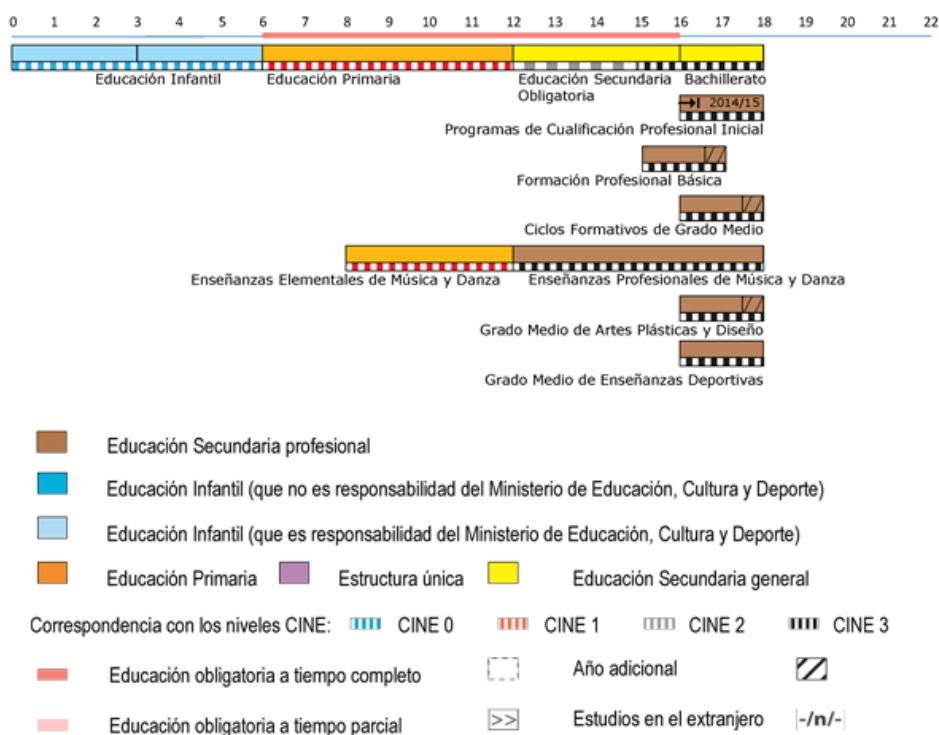 0 1 2 3 4 5 6 7 8 9 10 11 12 13 14 15 16 17 18 19 20 21 22
Educación Infantil Educación Primaria Educación Secundaria Bachillerato
Obligatoria
2014/15
Programas de Cualificación Profesional Inicial
Formación Profesional Básica
Ciclos Formativos de Grado Medio
Enseñanzas Elementales de Música y Danza Enseñanzas Profesionales de Música y Danza
Grado Medio de Artes Plásticas y Diseño
Grado Medio de Enseñanzas Deportivas
Educación Secundaria profesional
Educación Infantil (que no es responsabilidad del Ministerio de Educación, Cultura y Deporte)
Educación Infantil (que es responsabilidad del Ministerio de Educación, Cultura y Deporte)
Educación Primaria Estructura única Educación Secundaria general
Correspondencia con los niveles CINE: CINE 0 CINE 1 CINE 2 CINE 3
Educación obligatoria a tiempo completo Año adicional
Educación obligatoria a tiempo parcial >> Estudios en el extranjero -/n/-